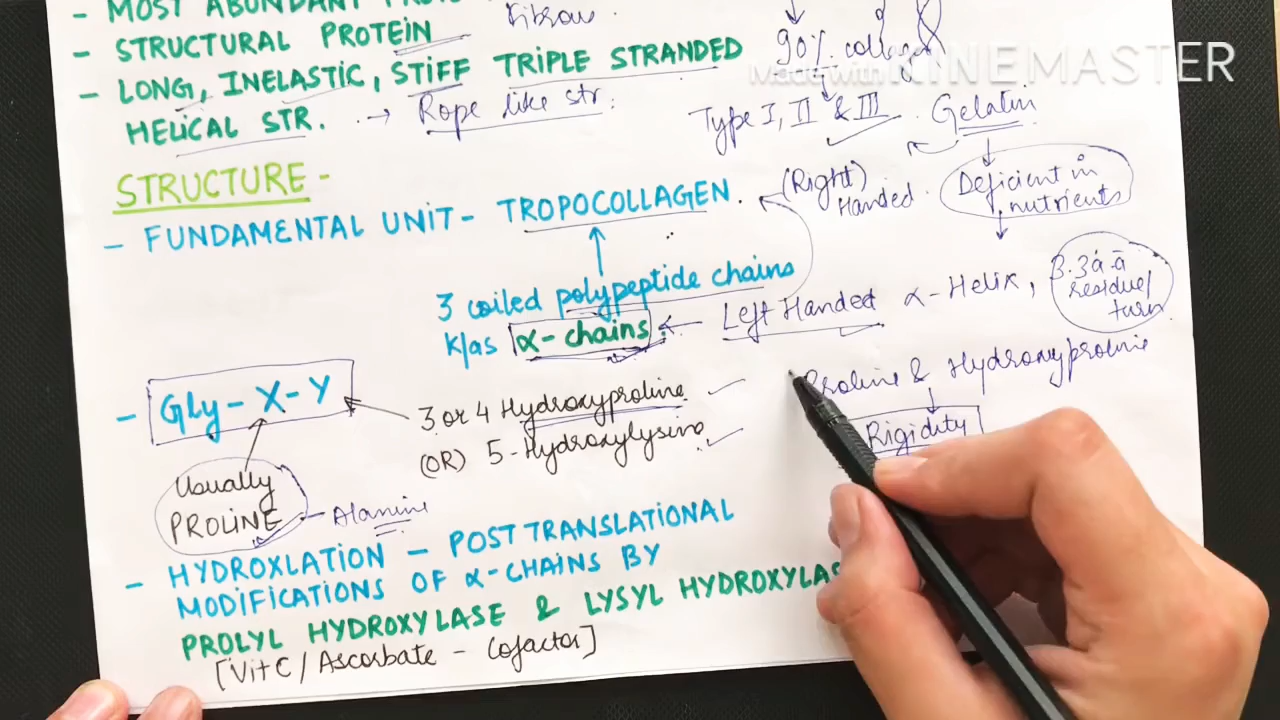 - MOST ABUNDANT
- STRUCTURAL PROTEIN
Fibrous.
- LONG, INELASTIC, STIFF TRIPLE STRANDED
HELICAL STR. → Rope like str.
90% collagen
Type I, II & III
Gelatin
Deficient in
nutrients
Made with KINEMASTER
STRUCTURE -
- FUNDAMENTAL UNIT - TROPOCOLLAGEN.
(Right)
Handed.
3 coiled polypeptide chains
k/as α-chains.
Left Handed α-Helix,
3.3 a.a
residue/
turn
- Gly - X - Y
3 or 4 Hydroxyproline
(OR) 5-Hydroxylysine
Proline & Hydroxyproline
Rigidity
Usually
PROLINE
Alanine
- HYDROXLATION - POST TRANSLATIONAL
MODIFICATIONS OF α-CHAINS BY
PROLYL HYDROXYLASE & LYSYL HYDROXYLAS
[Vit C / Ascorbate - Cofactor]